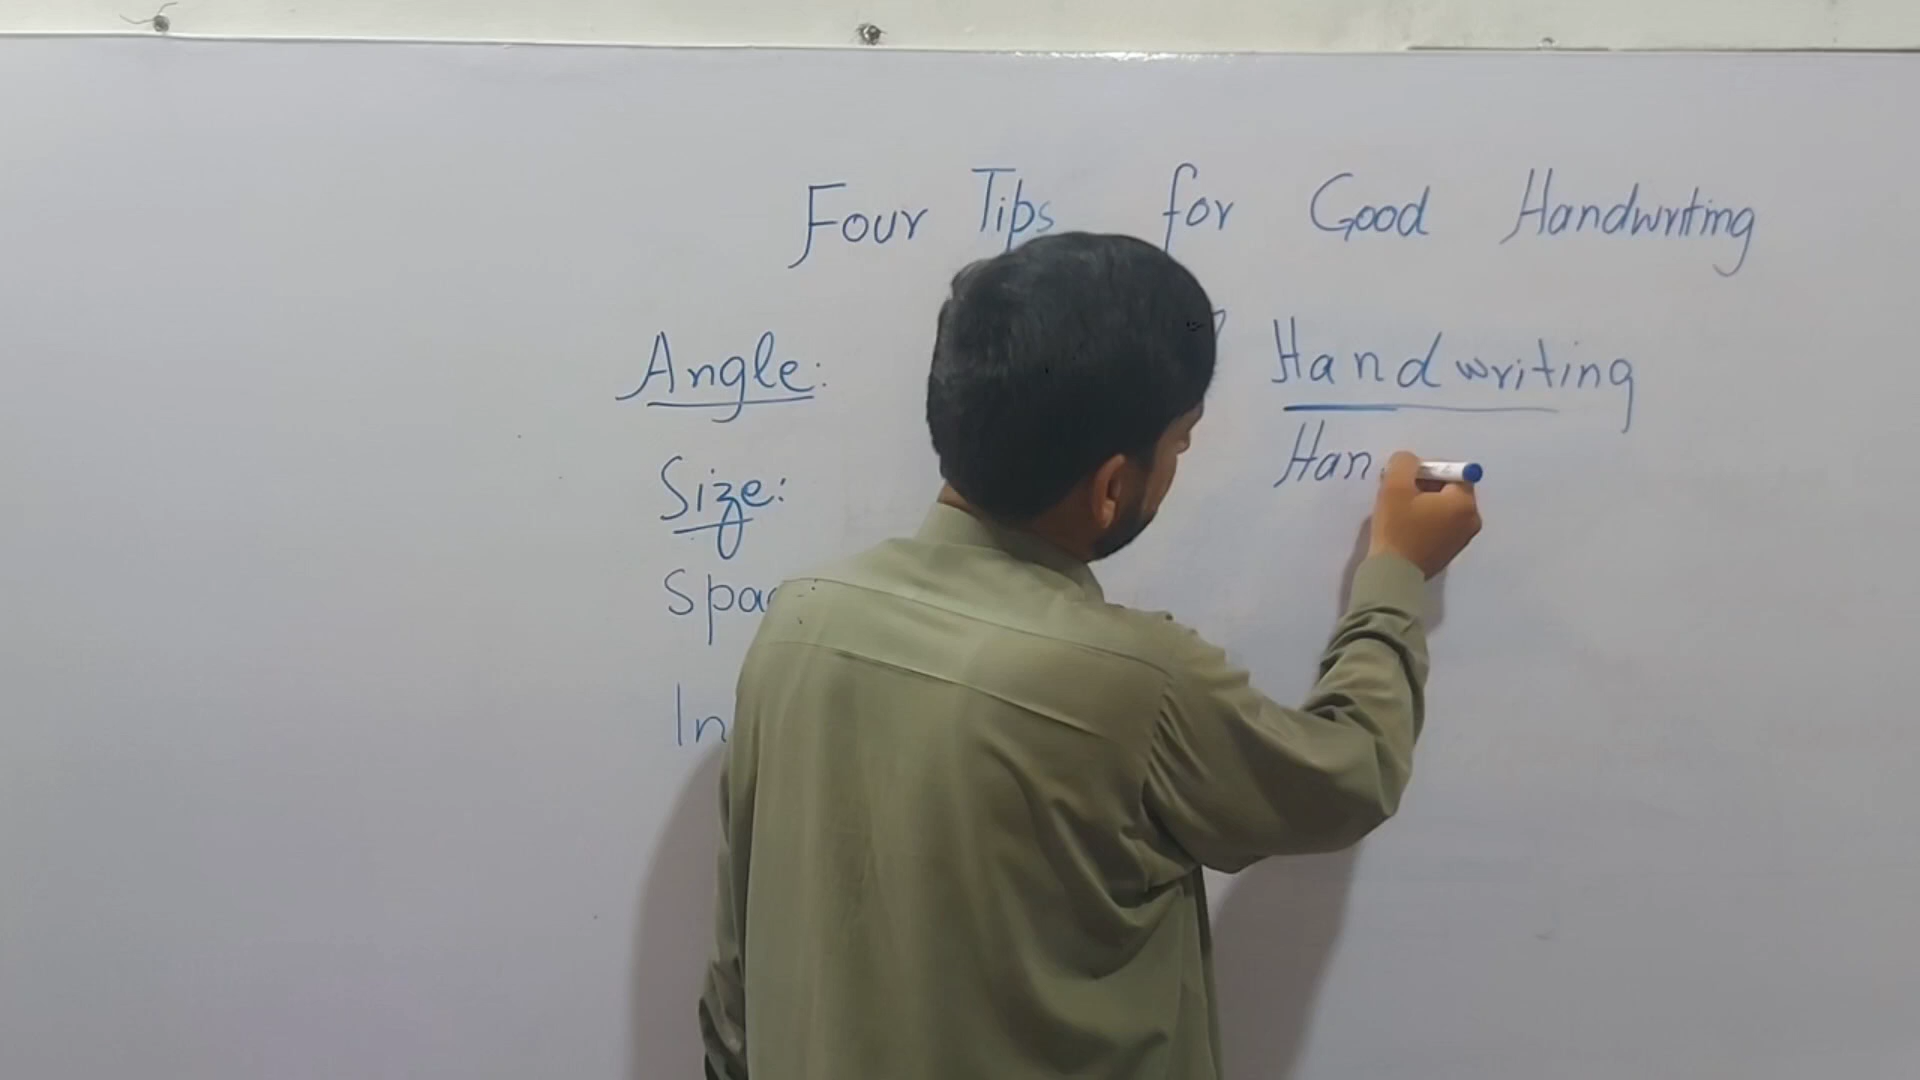 Four Tips for Good Handwriting
Angle:
Handwriting
Han
Size:
Spac
In